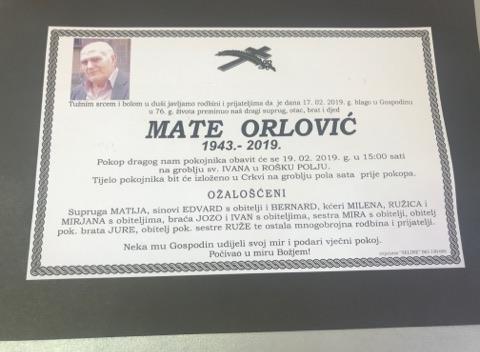 Tužnim srcem i bolom u duši javljamo rodbini i prijateljima da je dana 17. 02. 2019. g. blago u Gospodinu
u 76. g. života preminuo naš dragi suprug, otac, brat i djed
MATE ORLOVIĆ
1943.- 2019.
Pokop dragog nam pokojnika obavit će se 19. 02. 2019. g. u 15:00 sati
na groblju sv. IVANA u ROŠKU POLJU.
Tijelo pokojnika bit će izloženo u Crkvi na groblju pola sata prije pokopa.
OŽALOŠĆENI
Supruga MATIJA, sinovi EDVARD s obitelji i BERNARD, kćeri MILENA, RUŽICA i
MIRJANA s obiteljima, braća JOZO i IVAN s obiteljima, sestra MIRA s obitelji, obitelj
pok. brata JURE, obitelj pok. sestre RUŽE te ostala mnogobrojna rodbina i prijatelji.
Neka mu Gospodin udijeli svoj mir i podari vječni pokoj.
Počivao u miru Božjem!